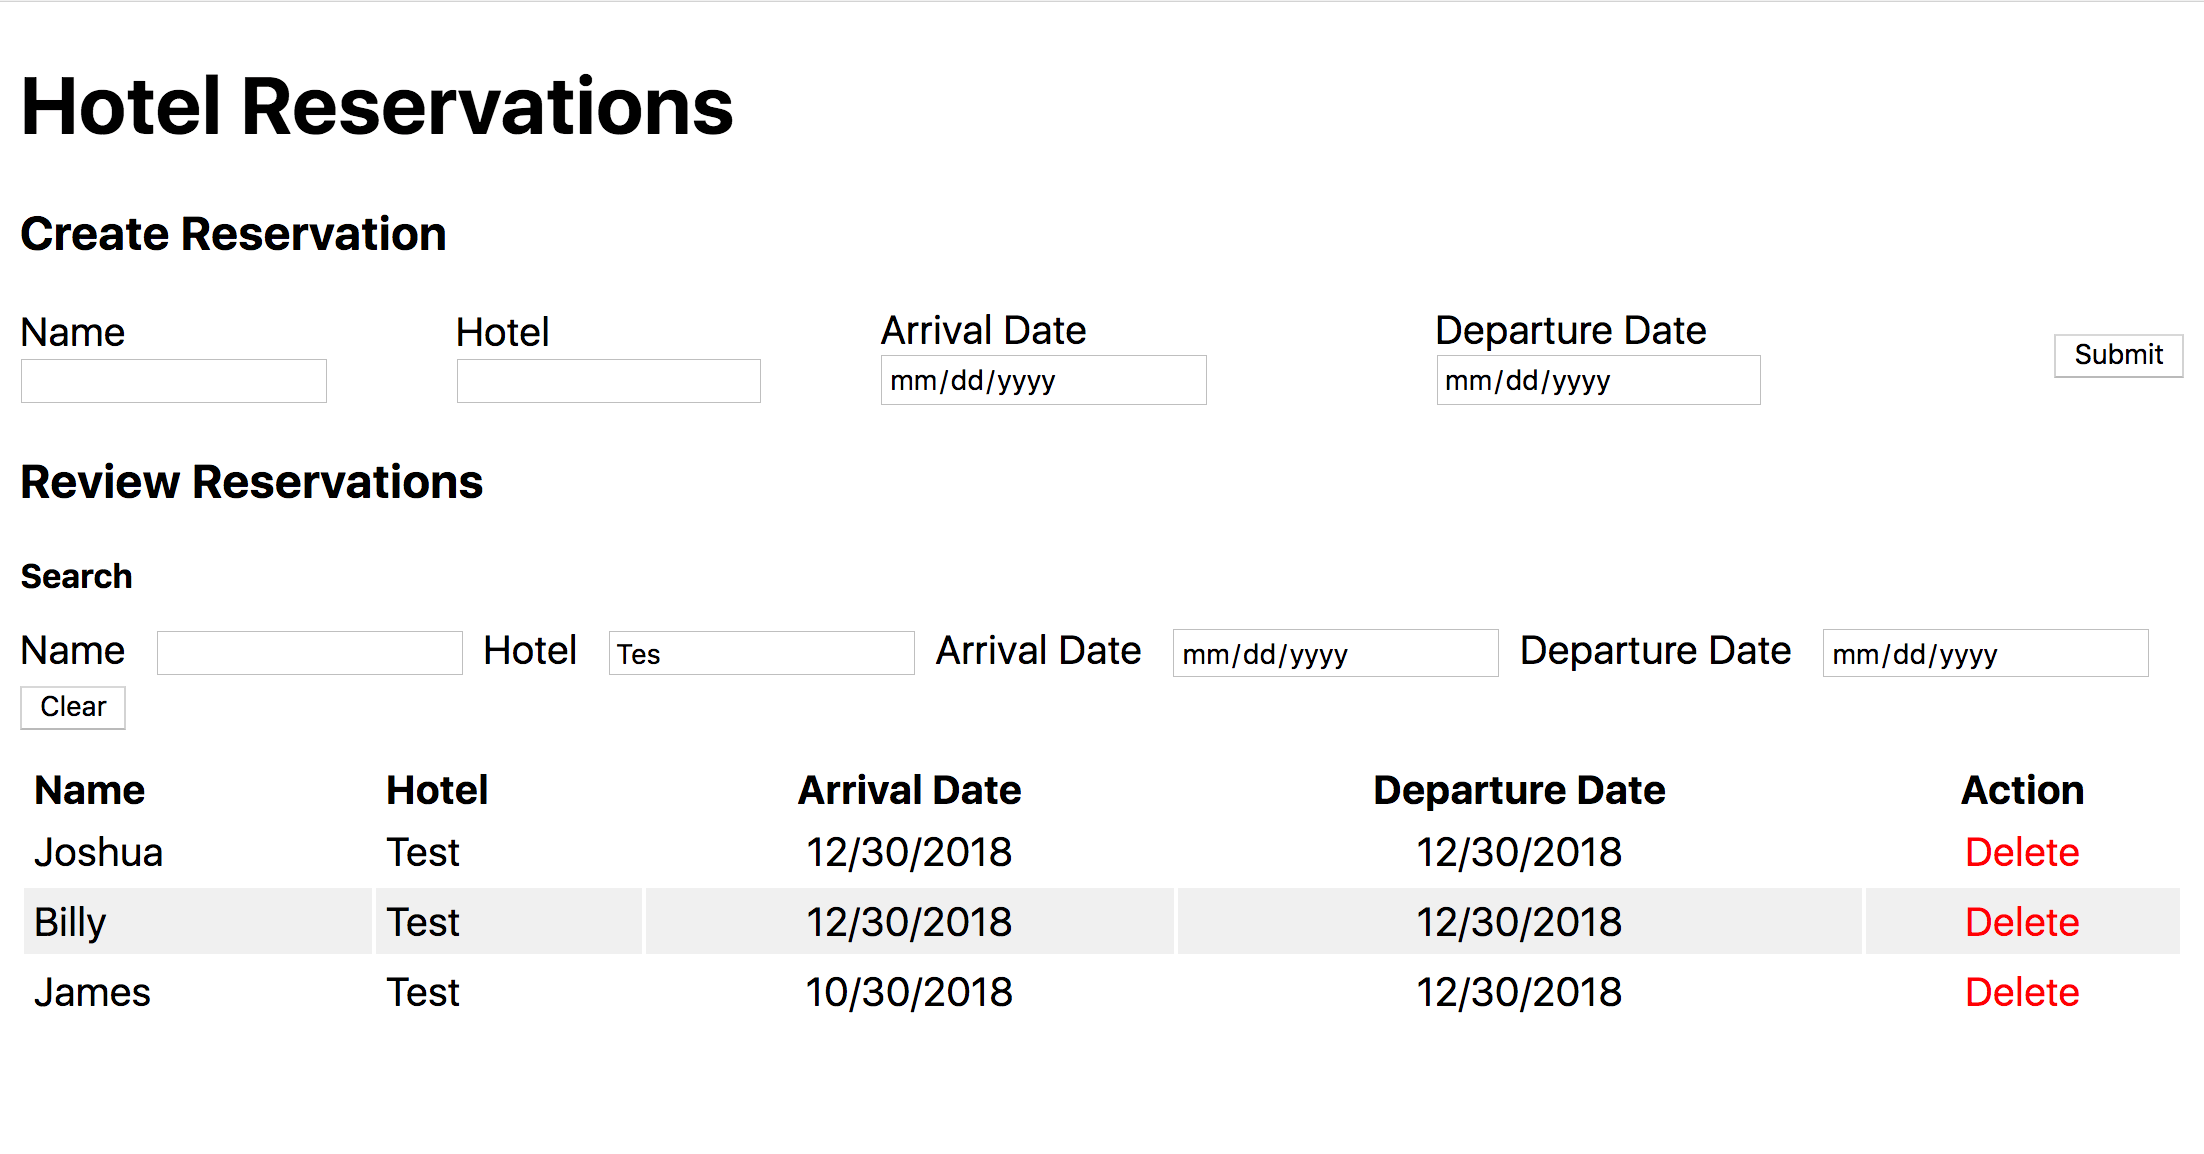 Hotel Reservations
Create Reservation
Name Hotel Arrival Date Departure Date
mm/dd/yyyy mm/dd/yyyy Submit
Review Reservations
Search
Name Hotel Tes Arrival Date mm/dd/yyyy Departure Date mm/dd/yyyy
Clear
Name Hotel Arrival Date Departure Date Action
Joshua Test 12/30/2018 12/30/2018 Delete
Billy Test 12/30/2018 12/30/2018 Delete
James Test 10/30/2018 12/30/2018 Delete